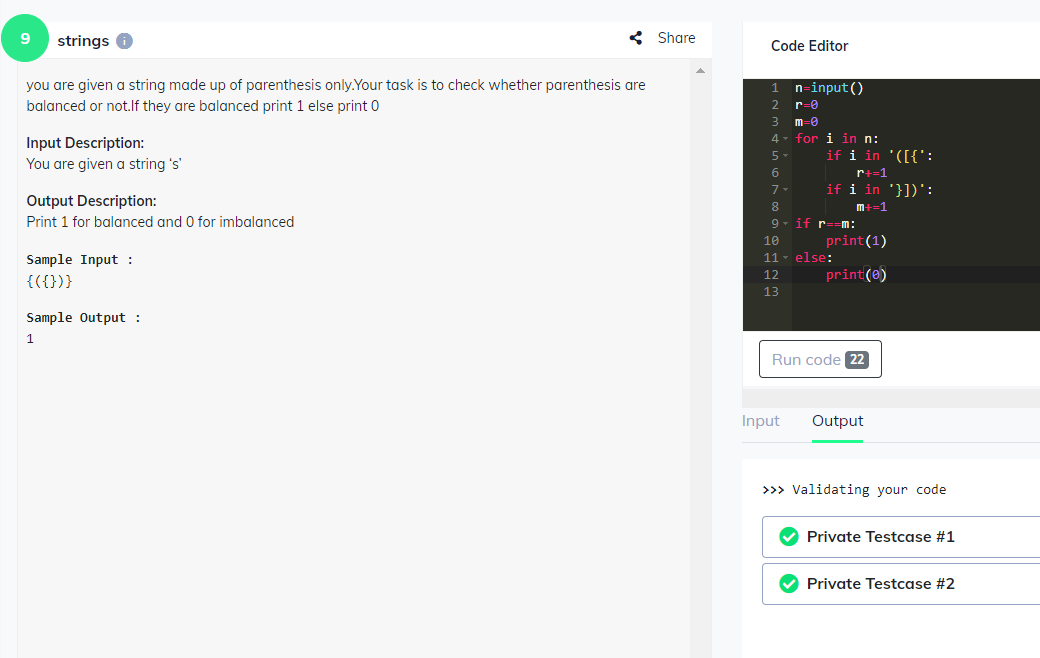 9
strings i
Share
you are given a string made up of parenthesis only.Your task is to check whether parenthesis are
balanced or not.If they are balanced print 1 else print 0
Input Description:
You are given a string ‘s’
Output Description:
Print 1 for balanced and 0 for imbalanced
Sample Input :
{({})}
Sample Output :
1
Code Editor
1 n=input()
2 r=0
3 m=0
4 for i in n:
5 if i in '([{':
6 r+=1
7 if i in '}])':
8 m+=1
9 if r==m:
10 print(1)
11 else:
12 print(0)
13
Run code 22
Input Output
>>> Validating your code
Private Testcase #1
Private Testcase #2